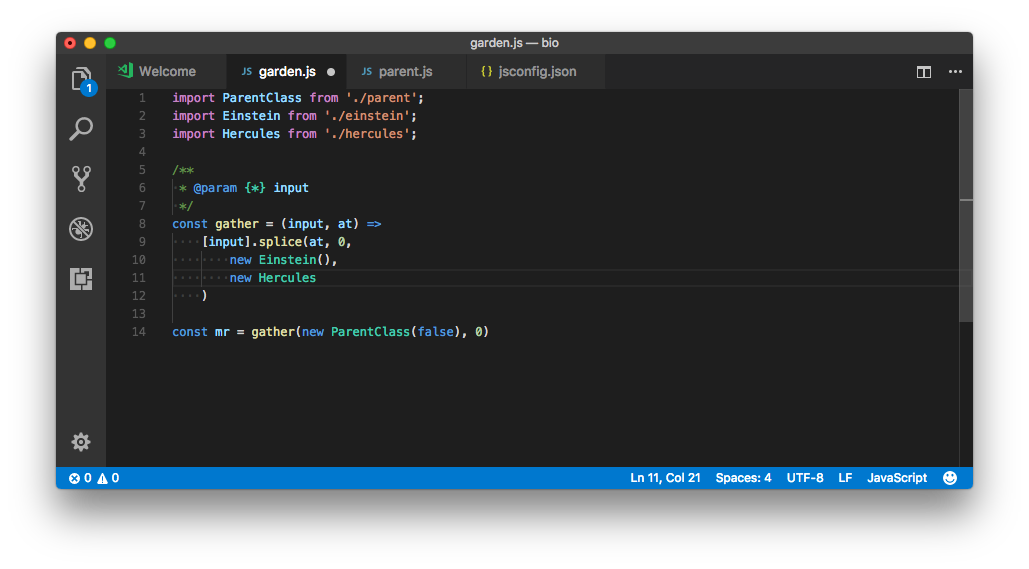 garden.js — bio
Welcome
JS garden.js
JS parent.js
{} jsconfig.json
1
1 import ParentClass from './parent';
2 import Einstein from './einstein';
3 import Hercules from './hercules';
4
5 /**
6  * @param {*} input
7  */
8 const gather = (input, at) =>
9     [input].splice(at, 0,
10         new Einstein(),
11         new Hercules
12     )
13
14 const mr = gather(new ParentClass(false), 0)
0 0 Ln 11, Col 21 Spaces: 4 UTF-8 LF JavaScript